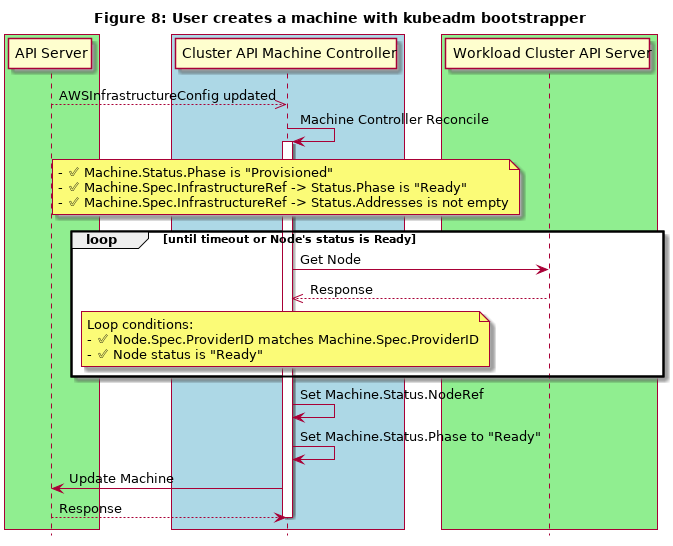 Figure 8: User creates a machine with kubeadm bootstrapper
API Server
Cluster API Machine Controller
Workload Cluster API Server
AWSInfrastructureConfig updated
Machine Controller Reconcile
- ✅ Machine.Status.Phase is "Provisioned"
- ✅ Machine.Spec.InfrastructureRef -> Status.Phase is "Ready"
- ✅ Machine.Spec.InfrastructureRef -> Status.Addresses is not empty
loop
[until timeout or Node's status is Ready]
Get Node
Response
Loop conditions:
- ✅ Node.Spec.ProviderID matches Machine.Spec.ProviderID
- ✅ Node status is "Ready"
Set Machine.Status.NodeRef
Set Machine.Status.Phase to "Ready"
Update Machine
Response